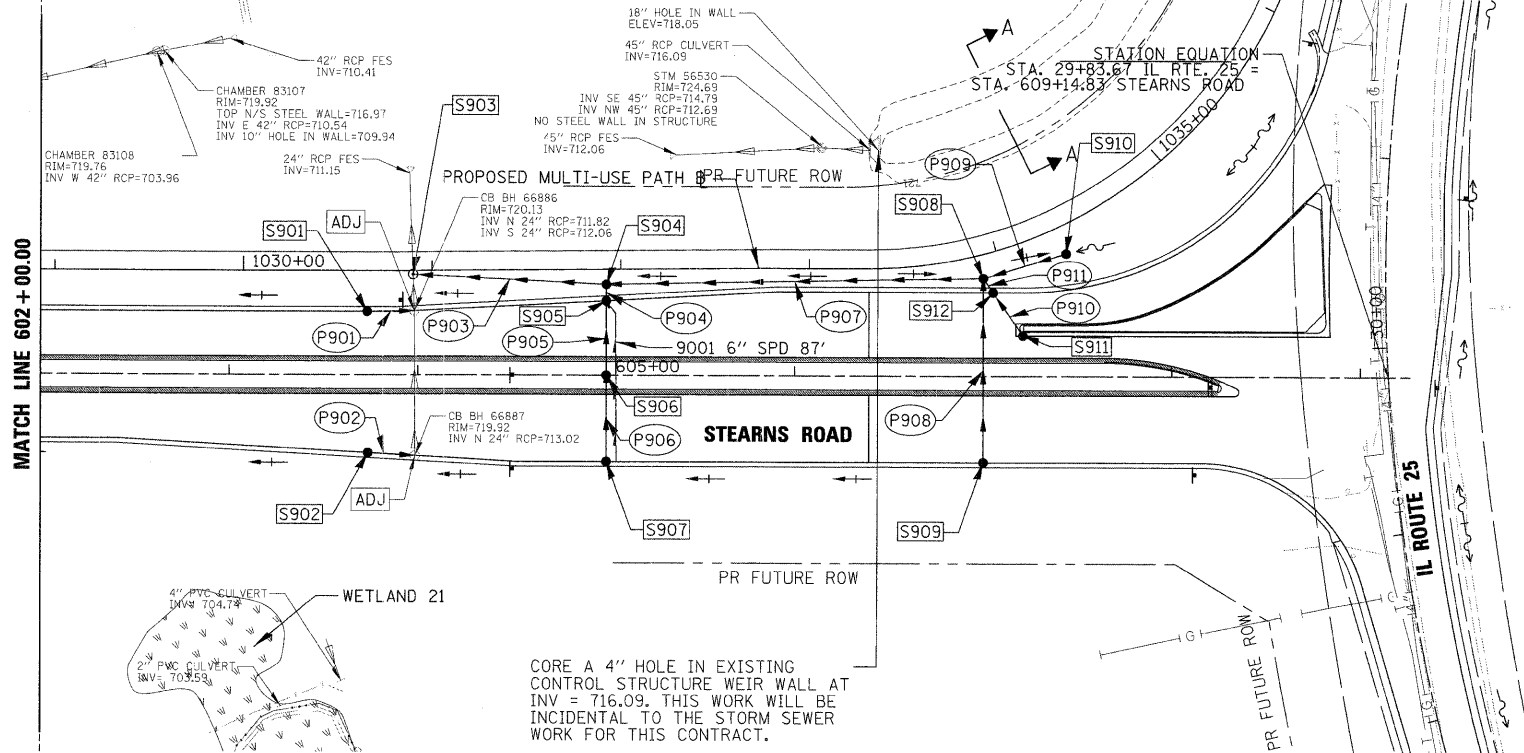 18" HOLE IN WALL
ELEV=718.05
45" RCP CULVERT
INV=716.09
STM 56530
RIM=724.69
INV SE 45" RCP=714.79
INV NW 45" RCP=712.69
NO STEEL WALL IN STRUCTURE
45" RCP FES
INV=712.06
A
A
STATION EQUATION
STA. 29+83.67 IL RTE. 25 =
STA. 609+14.83 STEARNS ROAD
42" RCP FES
INV=710.41
CHAMBER 83107
RIM=719.92
TOP N/S STEEL WALL=716.97
INV E 42" RCP=710.54
INV 10" HOLE IN WALL=709.94
CHAMBER 83108
RIM=719.76
INV W 42" RCP=703.96
24" RCP FES
INV=711.15
S903
PROPOSED MULTI-USE PATH B
PR FUTURE ROW
721
P909
S910
1035+00
CB BH 66886
RIM=720.13
INV N 24" RCP=711.82
INV S 24" RCP=712.06
ADJ
S901
S904
S908
1030+00
P911
P901
P903
S905
P904
P907
S912
P910
P905
9001 6" SPD 87'
S911
30+00
605+00
MATCH LINE 602+00.00
P902
S906
CB BH 66887
RIM=719.92
INV N 24" RCP=713.02
P906
STEARNS ROAD
P908
ADJ
S902
S907
S909
IL ROUTE 25
PR FUTURE ROW
4" PVC CULVERT
INV= 704.74
WETLAND 21
2" PVC CULVERT
INV= 703.59
G
G
G
G
G
14"
14"
PR FUTURE ROW
PR FUTURE ROW
CORE A 4" HOLE IN EXISTING
CONTROL STRUCTURE WEIR WALL AT
INV = 716.09. THIS WORK WILL BE
INCIDENTAL TO THE STORM SEWER
WORK FOR THIS CONTRACT.